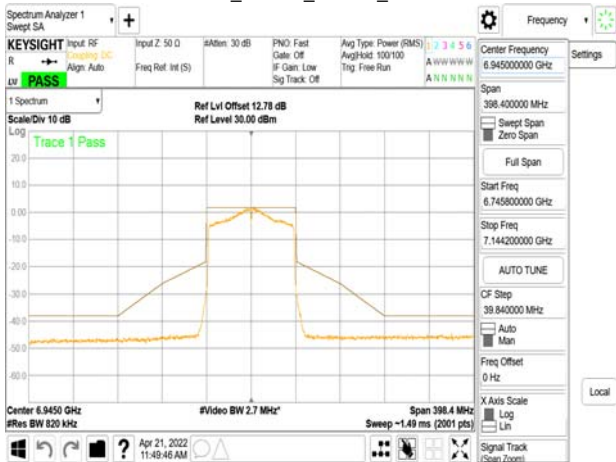 Spectrum Analyzer 1
Swept SA
+
Frequency
KEYSIGHT
R
LV
PASS
Input: RF
Coupling: DC
Align: Auto
Input Z: 50 Ω
Freq Ref: Int (S)
#Atten: 30 dB
PNO: Fast
Gate: Off
IF Gain: Low
Sig Track: Off
Avg Type: Power (RMS)
Avg|Hold: 100/100
Trig: Free Run
1 2 3 4 5 6
A W W W W W
A N N N N N
1 Spectrum
Scale/Div 10 dB
Ref Lvl Offset 12.78 dB
Ref Level 30.00 dBm
Log
Trace 1 Pass
20.0
10.0
0.00
-10.0
-20.0
-30.0
-40.0
-50.0
-60.0
Center 6.9450 GHz
#Res BW 820 kHz
#Video BW 2.7 MHz*
Span 398.4 MHz
Sweep ~1.49 ms (2001 pts)
Apr 21, 2022
11:49:46 AM
?
Center Frequency
6.945000000 GHz
Settings
Span
398.400000 MHz
Swept Span
Zero Span
Full Span
Start Freq
6.745800000 GHz
Stop Freq
7.144200000 GHz
AUTO TUNE
CF Step
39.840000 MHz
Auto
Man
Freq Offset
0 Hz
Local
X Axis Scale
Log
Lin
Signal Track
(Span Zoom)